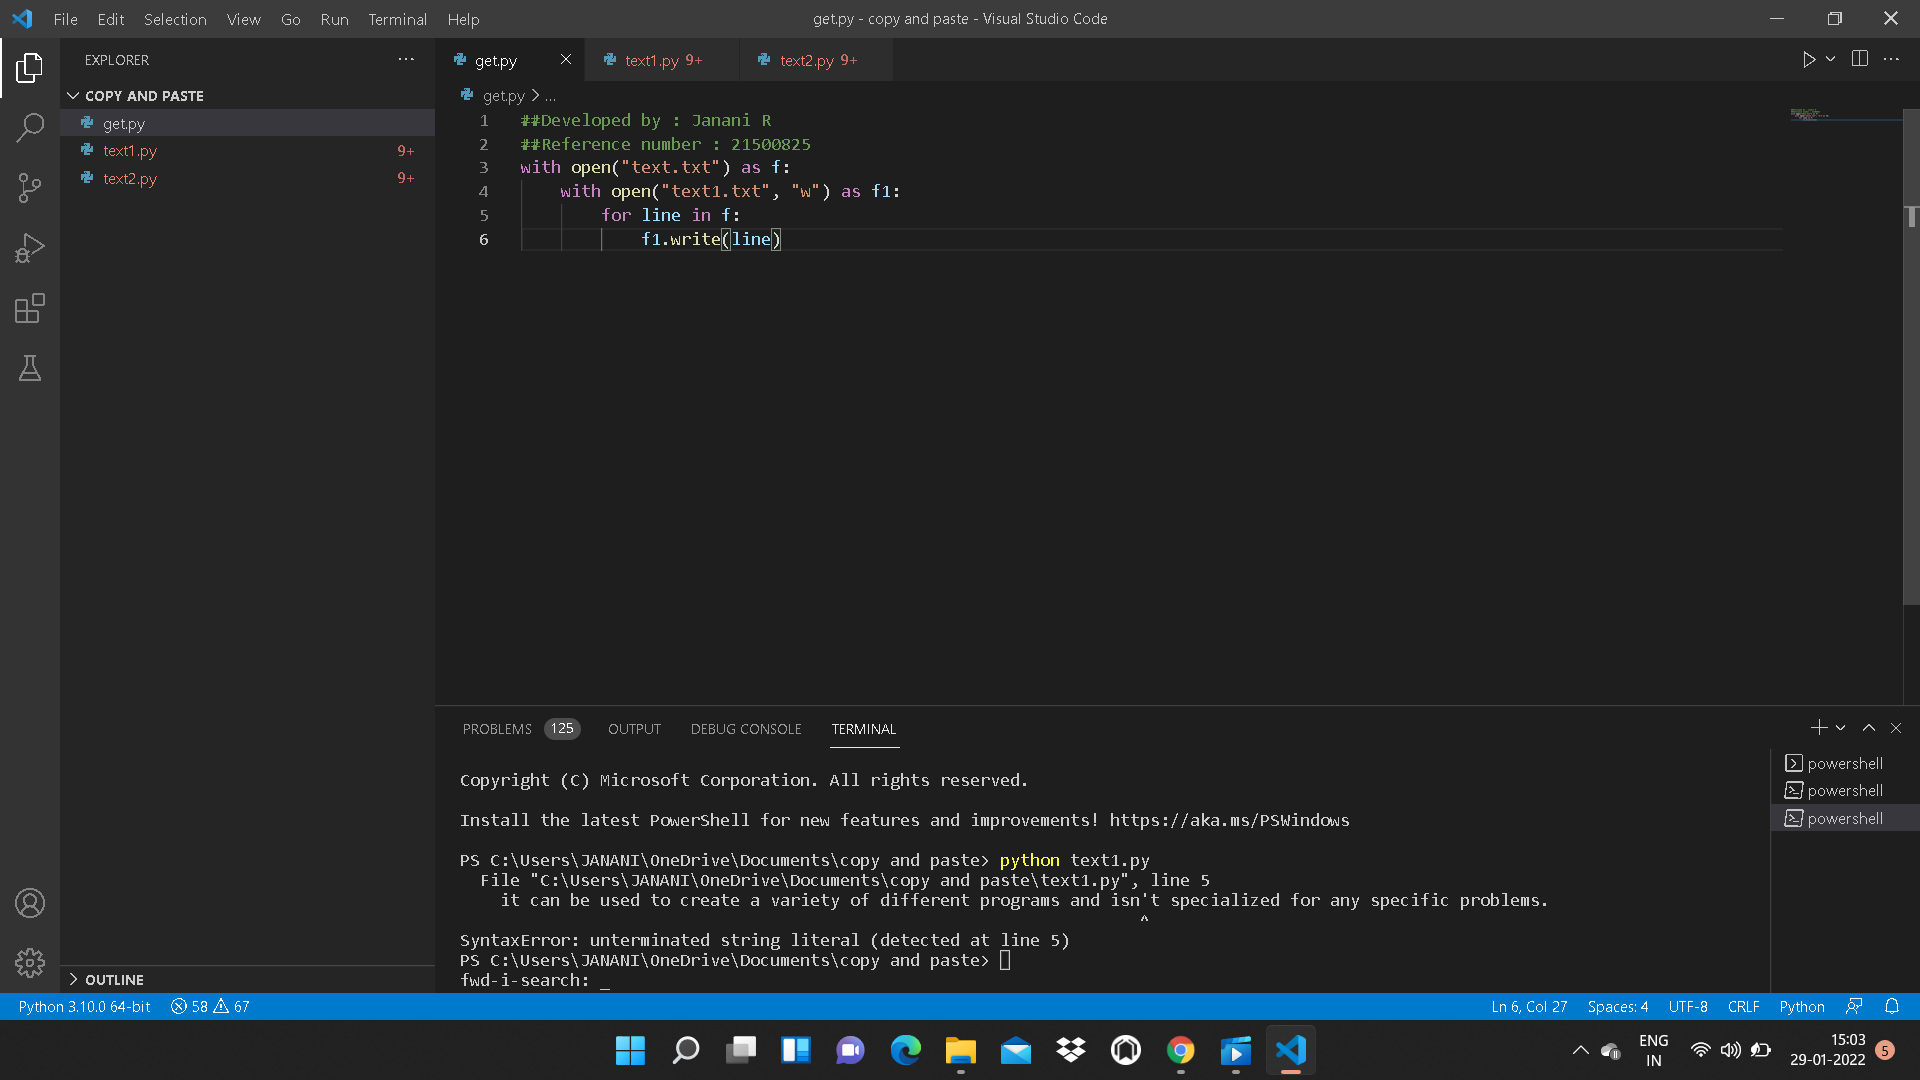 File Edit Selection View Go Run Terminal Help
get.py - copy and paste - Visual Studio Code
EXPLORER
COPY AND PASTE
get.py
text1.py 9+
text2.py 9+
OUTLINE
get.py text1.py 9+ text2.py 9+
get.py > ...
1 ##Developed by : Janani R
2 ##Reference number : 21500825
3 with open("text.txt") as f:
4 with open("text1.txt", "w") as f1:
5 for line in f:
6 f1.write(line)
PROBLEMS 125 OUTPUT DEBUG CONSOLE TERMINAL
Copyright (C) Microsoft Corporation. All rights reserved.
Install the latest PowerShell for new features and improvements! https://aka.ms/PSWindows
PS C:\Users\JANANI\OneDrive\Documents\copy and paste> python text1.py
File "C:\Users\JANANI\OneDrive\Documents\copy and paste\text1.py", line 5
it can be used to create a variety of different programs and isn't specialized for any specific problems.
^
SyntaxError: unterminated string literal (detected at line 5)
PS C:\Users\JANANI\OneDrive\Documents\copy and paste>
fwd-i-search: _
powershell
powershell
powershell
Python 3.10.0 64-bit 58 67
Ln 6, Col 27 Spaces: 4 UTF-8 CRLF Python
ENG
IN
15:03
29-01-2022
5